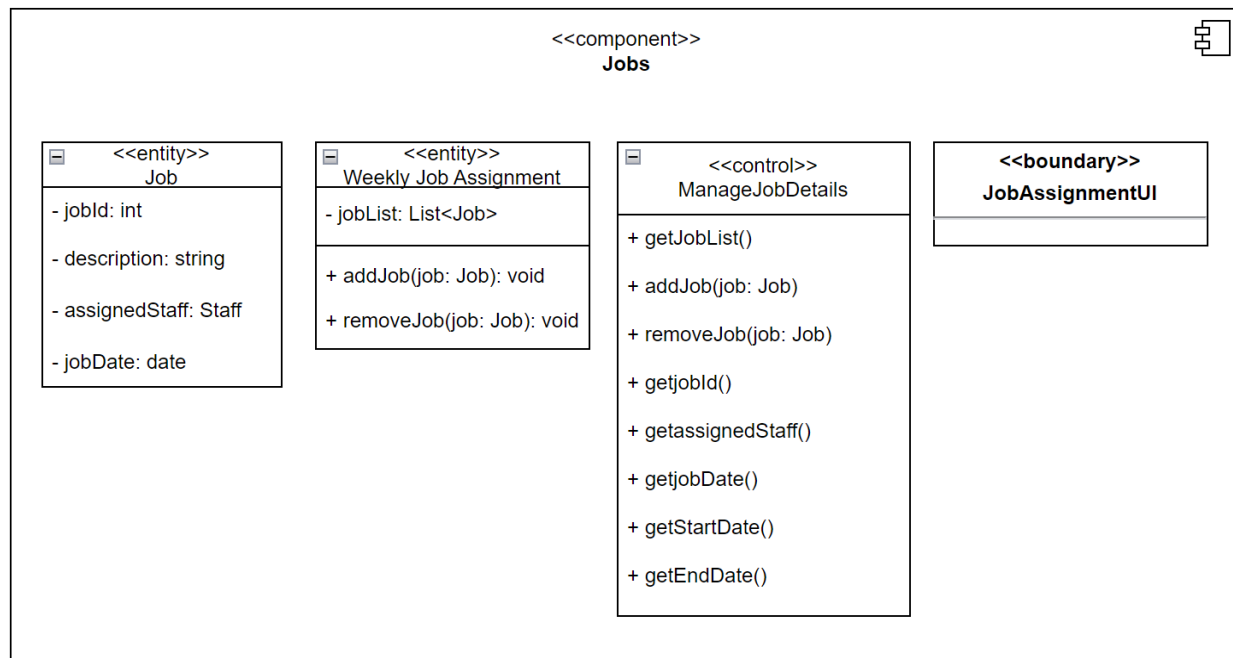 <<component>>
Jobs
<<entity>>
Job
- jobId: int
- description: string
- assignedStaff: Staff
- jobDate: date
<<entity>>
Weekly Job Assignment
- jobList: List<Job>
+ addJob(job: Job): void
+ removeJob(job: Job): void
<<control>>
ManageJobDetails
+ getJobList()
+ addJob(job: Job)
+ removeJob(job: Job)
+ getjobId()
+ getassignedStaff()
+ getjobDate()
+ getStartDate()
+ getEndDate()
<<boundary>>
JobAssignmentUI